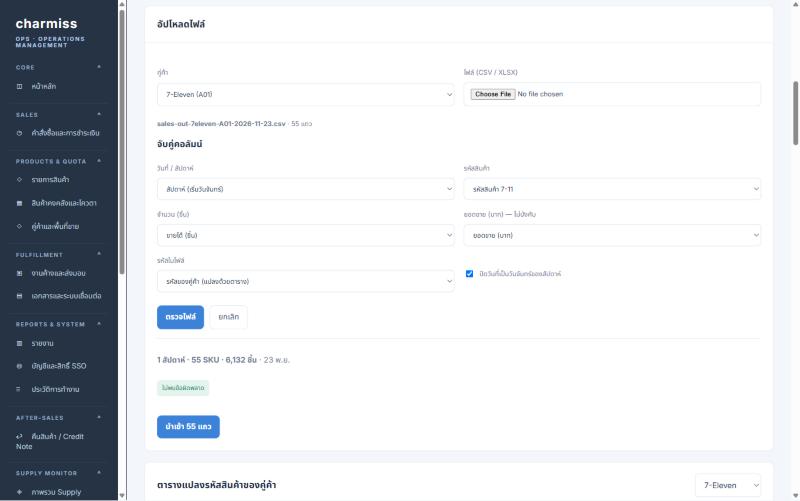 charmiss
OPS · OPERATIONS
MANAGEMENT
CORE
หน้าหลัก
SALES
คำสั่งซื้อและการชำระเงิน
PRODUCTS & QUOTA
รายการสินค้า
สินค้าคงคลังและโควตา
คู่ค้าและพื้นที่ขาย
FULFILLMENT
งานค้างและส่งมอบ
เอกสารและระบบเชื่อมต่อ
REPORTS & SYSTEM
รายงาน
บัญชีและสิทธิ์ SSO
ประวัติการทำงาน
AFTER-SALES
คืนสินค้า / Credit
Note
SUPPLY MONITOR
ภาพรวม Supply
อัปโหลดไฟล์
คู่ค้า
ไฟล์ (CSV / XLSX)
7-Eleven (A01)
Choose File No file chosen
sales-out-7eleven-A01-2026-11-23.csv · 55 แถว
จับคู่คอลัมน์
วันที่ / สัปดาห์
รหัสสินค้า
สัปดาห์ (เริ่มวันจันทร์)
รหัสสินค้า 7-11
จำนวน (ชิ้น)
ยอดขาย (บาท) — ไม่บังคับ
ขายได้ (ชิ้น)
ยอดขาย (บาท)
รหัสในไฟล์
รหัสของคู่ค้า (แปลงด้วยตาราง)
ปัดวันที่เป็นวันจันทร์ของสัปดาห์
ตรวจไฟล์
ยกเลิก
1 สัปดาห์ · 55 SKU · 6,132 ชิ้น · 23 พ.ย.
ไม่พบข้อผิดพลาด
นำเข้า 55 แถว
ตารางแปลงรหัสสินค้าของคู่ค้า
7-Eleven